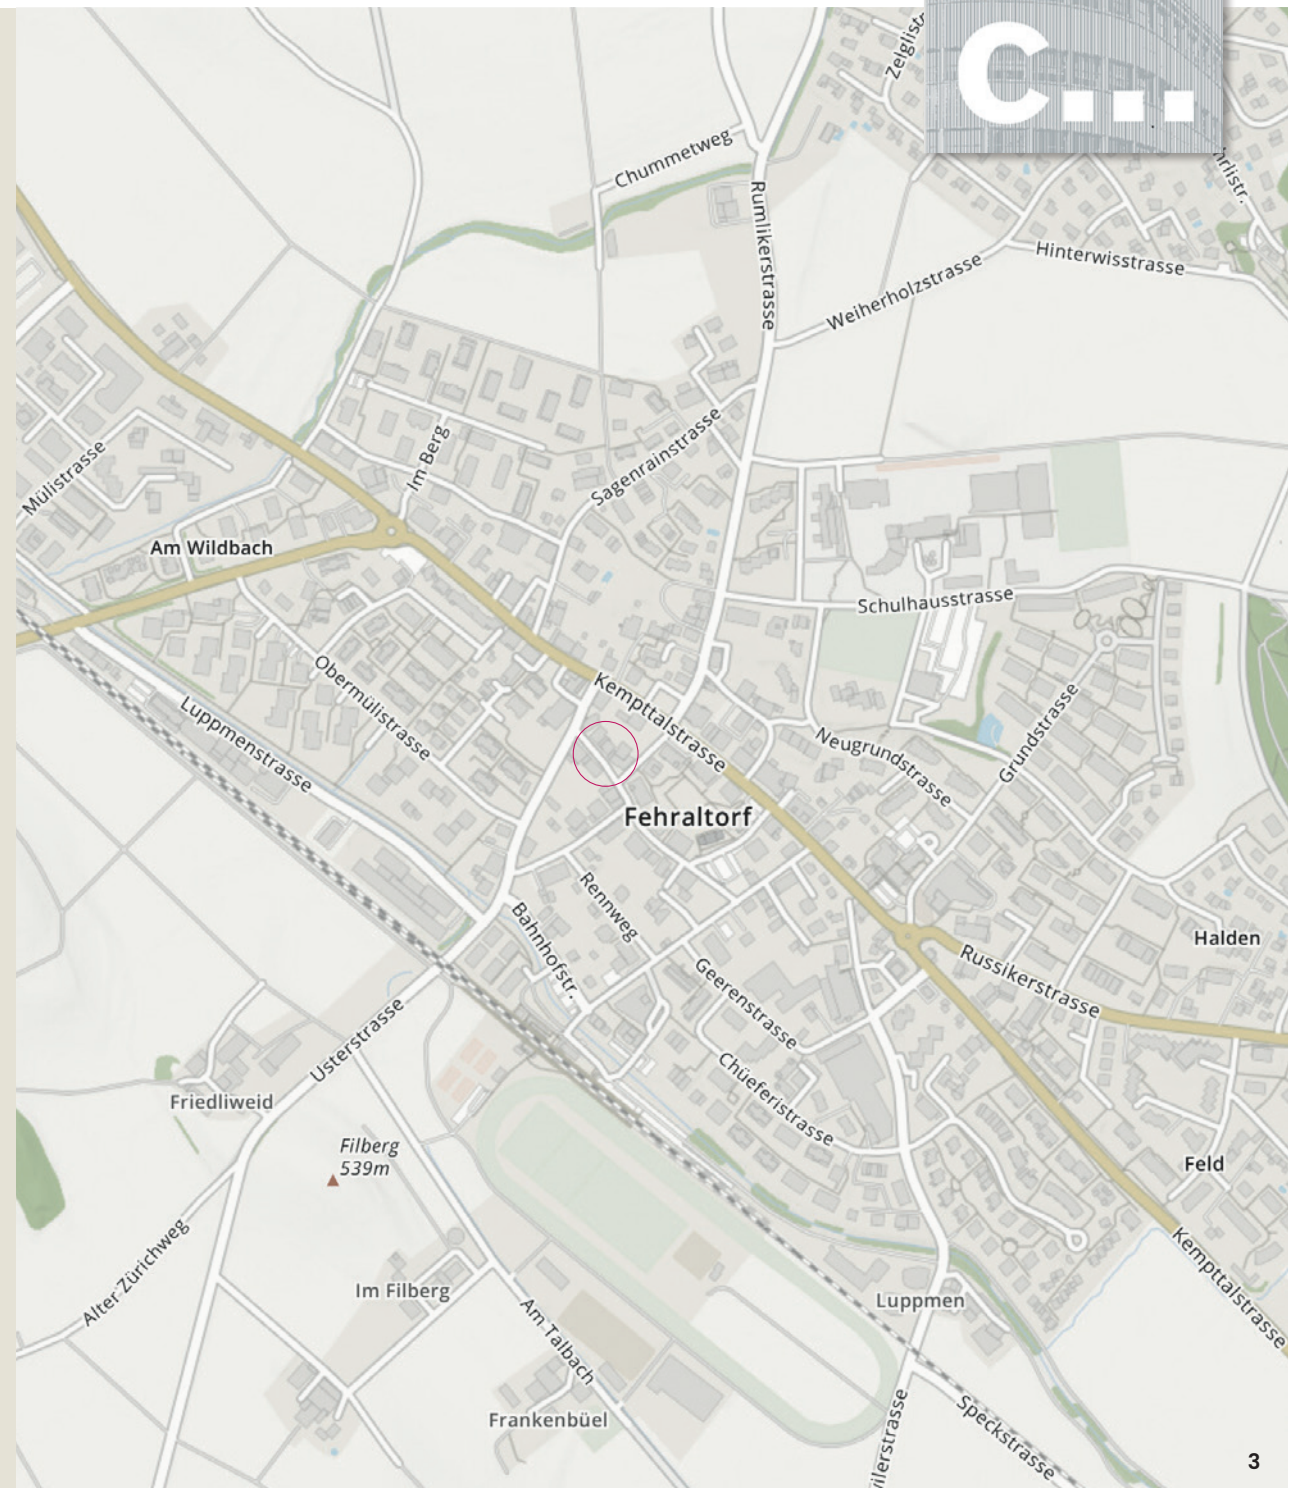 C...
Zelglistr
Chummetweg
Rumlikerstrasse
hrlistr.
Hinterwisstrasse
Weiherholzstrasse
Im Berg
Sagenrainstrasse
Mülistrasse
Am Wildbach
Schulhausstrasse
Obermülistrasse
Kempttalstrasse
Luppmenstrasse
Neugrundstrasse
Grundstrasse
Fehraltorf
Rennweg
Bahnhofstr.
Halden
Geerenstrasse
Russikerstrasse
Usterstrasse
Chüeferistrasse
Friedliweid
Filberg
539m
Feld
Alter Zürichweg
Im Filberg
Am Talbach
Luppmen
Kempttalstrasse
Frankenbüel
vilerstrasse
Speckstrasse
3